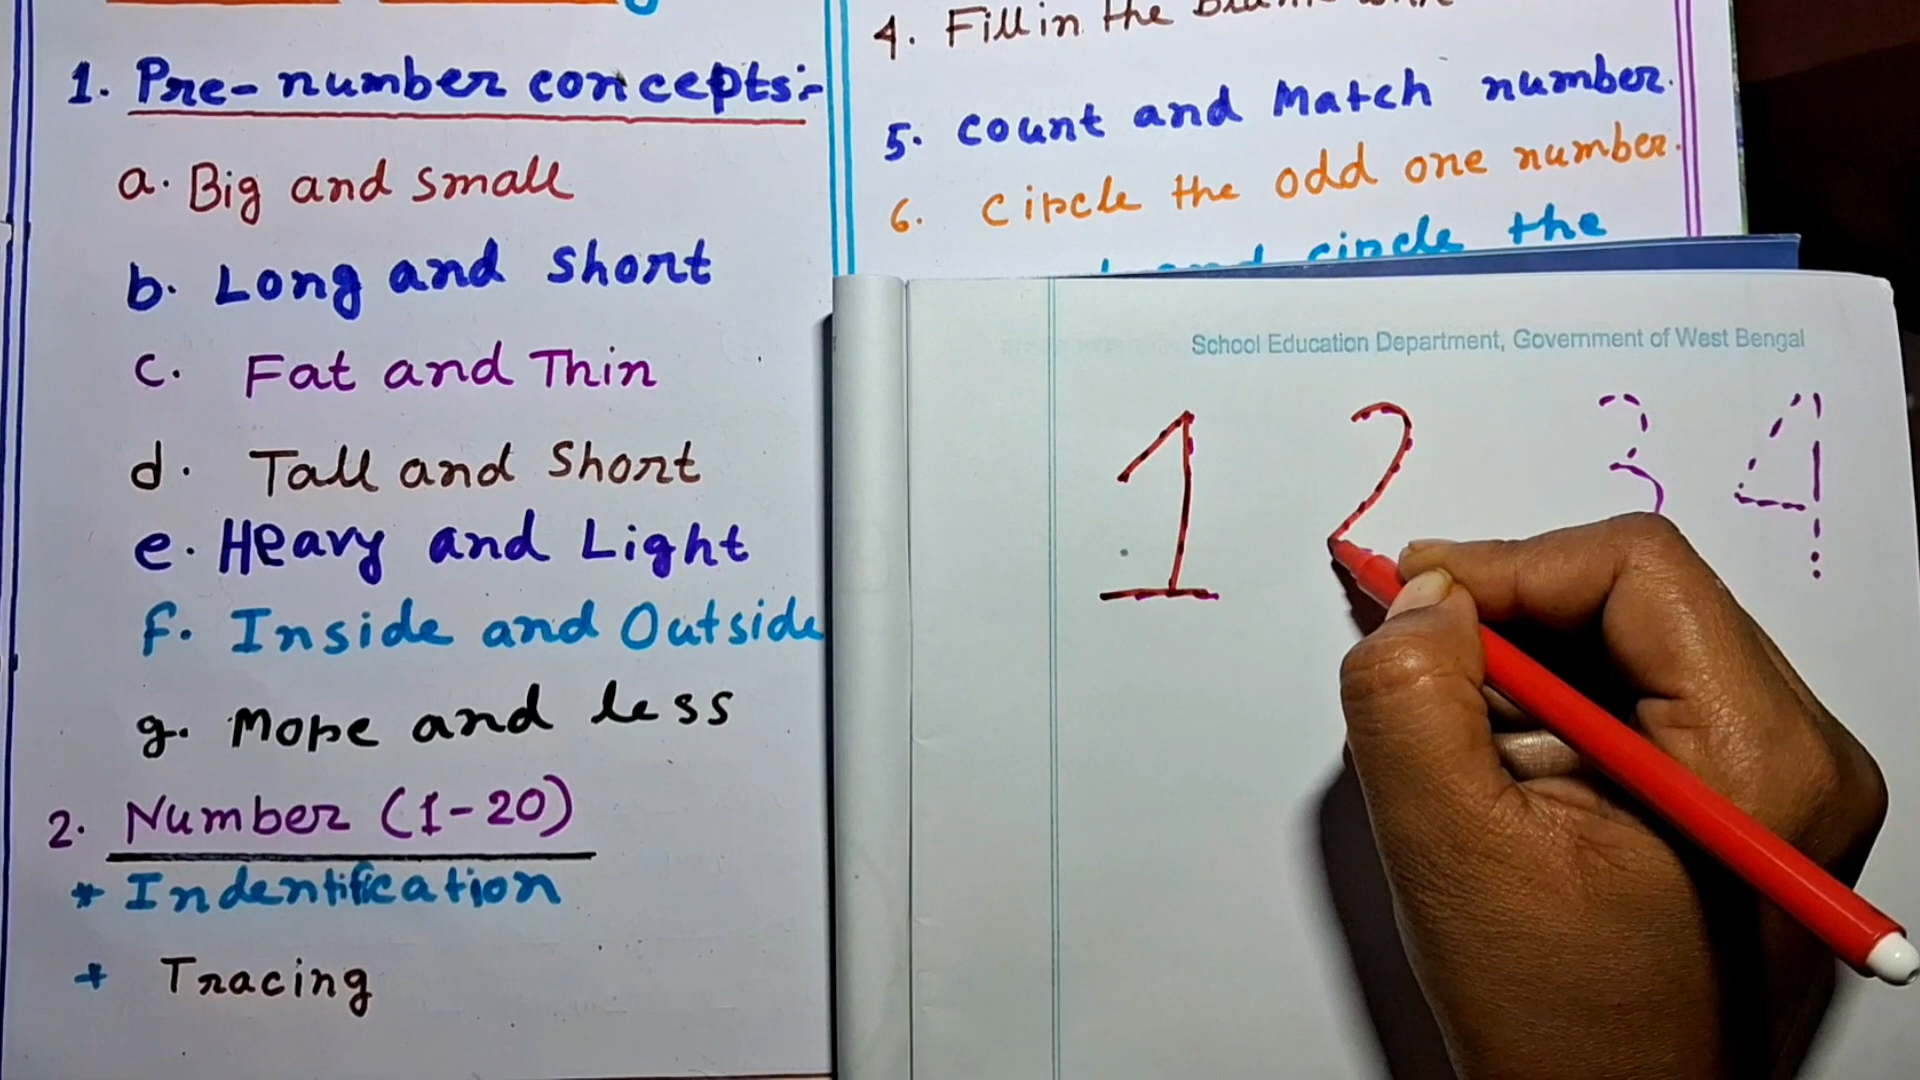 1. Pre-number concepts:-
a. Big and small
b. Long and short
c. Fat and Thin
d. Tall and Short
e. Heavy and Light
f. Inside and Outside
g. More and less
2. Number (1-20)
* Indentification
+ Tracing
4. Fill in the
5. count and Match number.
6. circle the odd one number.
and circle the
School Education Department, Government of West Bengal
1 2 3 4